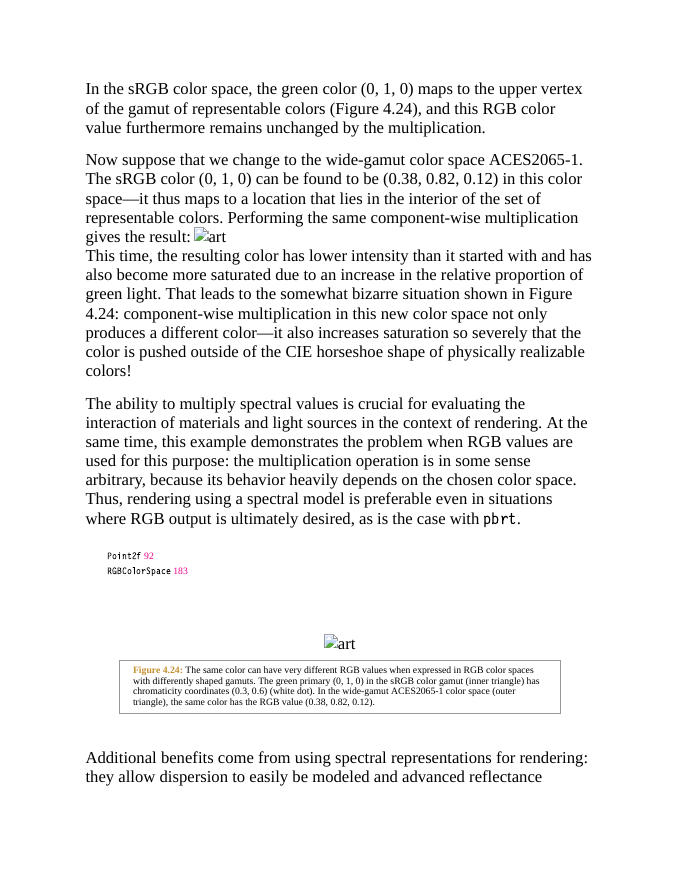 In the sRGB color space, the green color (0, 1, 0) maps to the upper vertex
of the gamut of representable colors (Figure 4.24), and this RGB color
value furthermore remains unchanged by the multiplication.
Now suppose that we change to the wide-gamut color space ACES2065-1.
The sRGB color (0, 1, 0) can be found to be (0.38, 0.82, 0.12) in this color
space—it thus maps to a location that lies in the interior of the set of
representable colors. Performing the same component-wise multiplication
gives the result: art
This time, the resulting color has lower intensity than it started with and has
also become more saturated due to an increase in the relative proportion of
green light. That leads to the somewhat bizarre situation shown in Figure
4.24: component-wise multiplication in this new color space not only
produces a different color—it also increases saturation so severely that the
color is pushed outside of the CIE horseshoe shape of physically realizable
colors!
The ability to multiply spectral values is crucial for evaluating the
interaction of materials and light sources in the context of rendering. At the
same time, this example demonstrates the problem when RGB values are
used for this purpose: the multiplication operation is in some sense
arbitrary, because its behavior heavily depends on the chosen color space.
Thus, rendering using a spectral model is preferable even in situations
where RGB output is ultimately desired, as is the case with pbrt.
Point2f 92
RGBColorSpace 183
art
Figure 4.24: The same color can have very different RGB values when expressed in RGB color spaces
with differently shaped gamuts. The green primary (0, 1, 0) in the sRGB color gamut (inner triangle) has
chromaticity coordinates (0.3, 0.6) (white dot). In the wide-gamut ACES2065-1 color space (outer
triangle), the same color has the RGB value (0.38, 0.82, 0.12).
Additional benefits come from using spectral representations for rendering:
they allow dispersion to easily be modeled and advanced reflectance